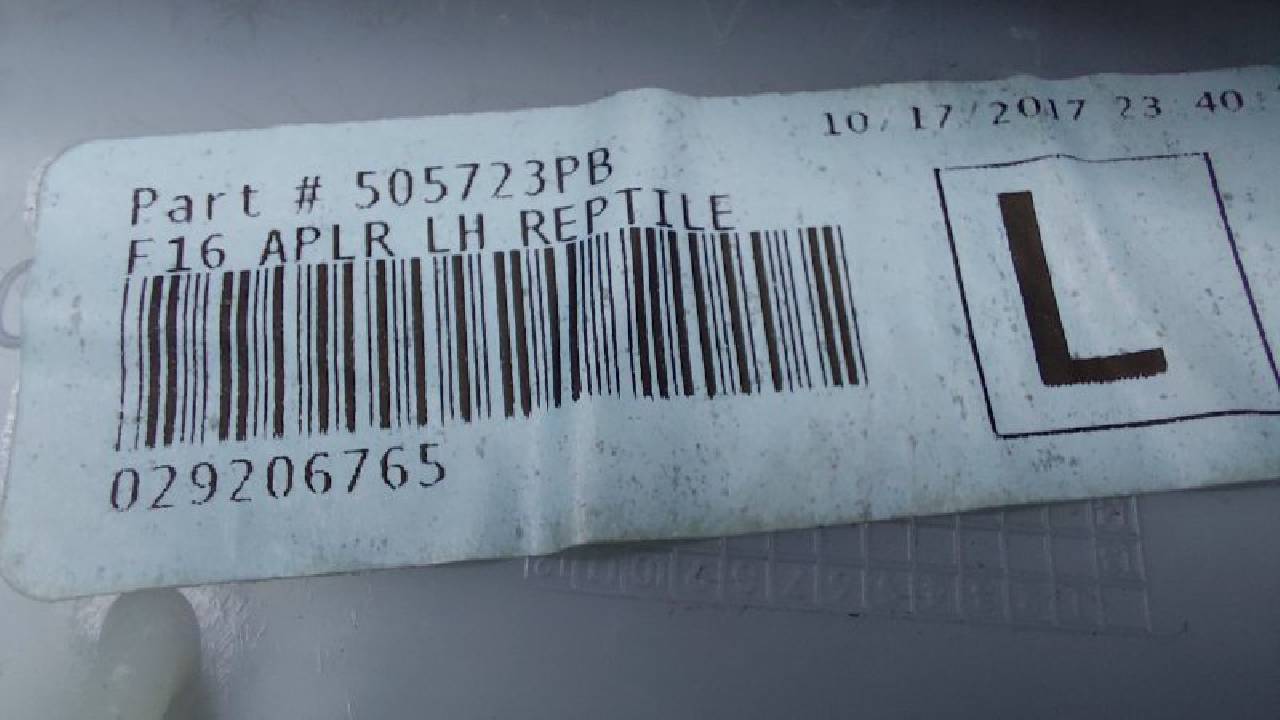 10/17/2017 23 40
Part # 505723PB
F16 APLR LH REPTILE
L
029206765